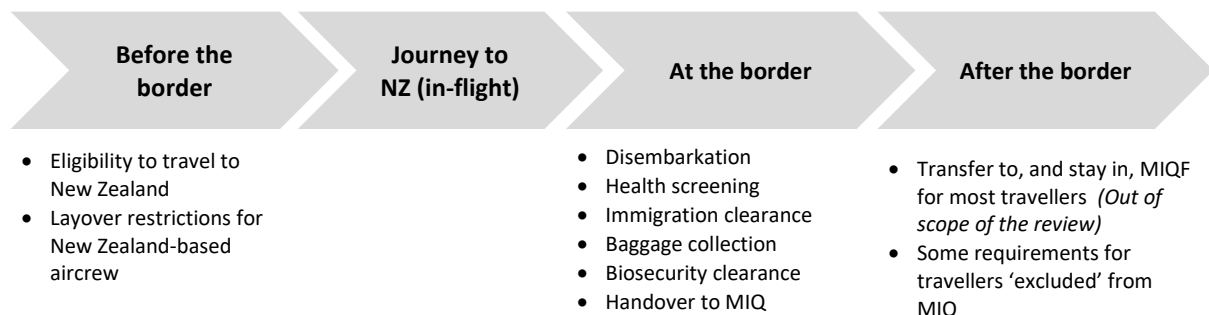 Before the
border
Journey to
NZ (in-flight)
At the border
After the border
• Eligibility to travel to
New Zealand
• Layover restrictions for
New Zealand-based
aircrew
• Disembarkation
• Health screening
• Immigration clearance
• Baggage collection
• Biosecurity clearance
• Handover to MIQ
• Transfer to, and stay in, MIQF
for most travellers (Out of
scope of the review)
• Some requirements for
travellers ‘excluded’ from
MIQ